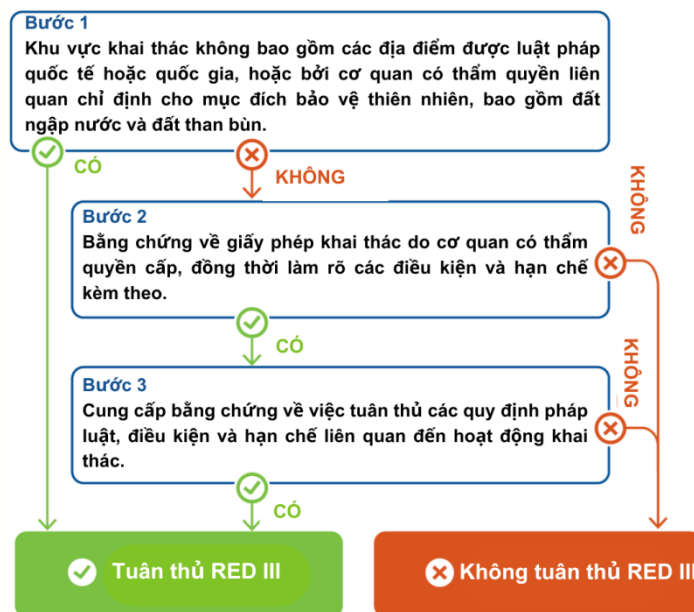 Bước 1
Khu vực khai thác không bao gồm các địa điểm được luật pháp
quốc tế hoặc quốc gia, hoặc bởi cơ quan có thẩm quyền liên
quan chỉ định cho mục đích bảo vệ thiên nhiên, bao gồm đất
ngập nước và đất than bùn.
CÓ
KHÔNG
KHÔNG
Bước 2
Bằng chứng về giấy phép khai thác do cơ quan có thẩm
quyền cấp, đồng thời làm rõ các điều kiện và hạn chế
kèm theo.
CÓ
KHÔNG
Bước 3
Cung cấp bằng chứng về việc tuân thủ các quy định pháp
luật, điều kiện và hạn chế liên quan đến hoạt động khai
thác.
CÓ
Tuân thủ RED III
Không tuân thủ RED III